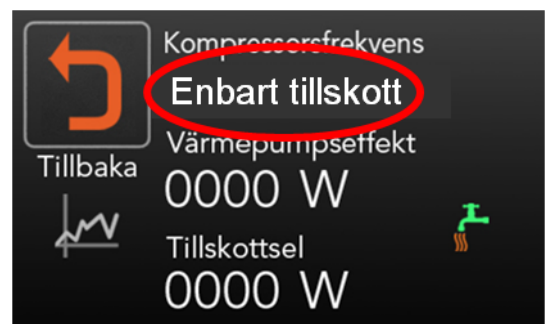 Kompressorsfrekvens
Enbart tillskott
Värmepumpseffekt
0000 W
Tillbaka
Tillskottsel
0000 W